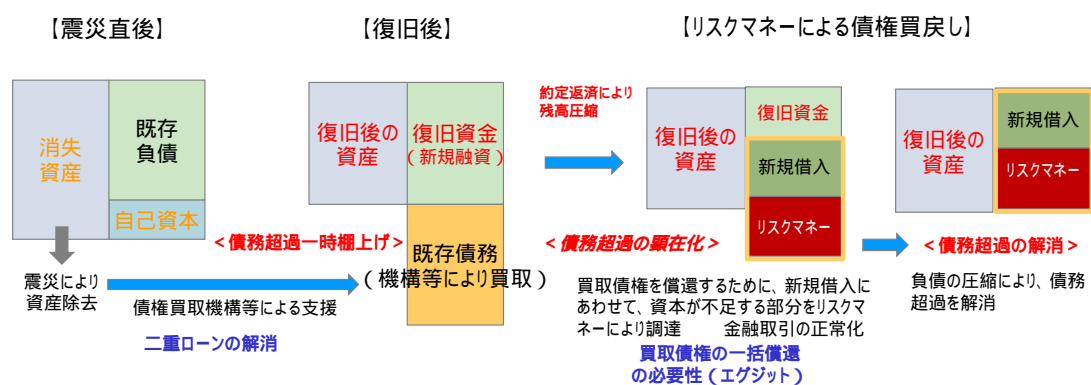 【震災直後】
【復旧後】
【リスクマネーによる債権買戻し】
消失
資産
既存
負債
自己資本
震災により
資産除去
債権買取機構等による支援
二重ローンの解消
復旧後の
資産
復旧資金
(新規融資)
<債務超過一時棚上げ>
既存債務
(機構等により買取)
約定返済により
残高圧縮
復旧後の
資産
復旧資金
新規借入
リスクマネー
<債務超過の顕在化>
買取債権を償還するために、新規借入に
あわせて、資本が不足する部分をリスク
マネーにより調達 金融取引の正常化
買取債権の一括償還
の必要性(エグジット)
復旧後の
資産
新規借入
リスクマネー
<債務超過の解消>
負債の圧縮により、債務
超過を解消